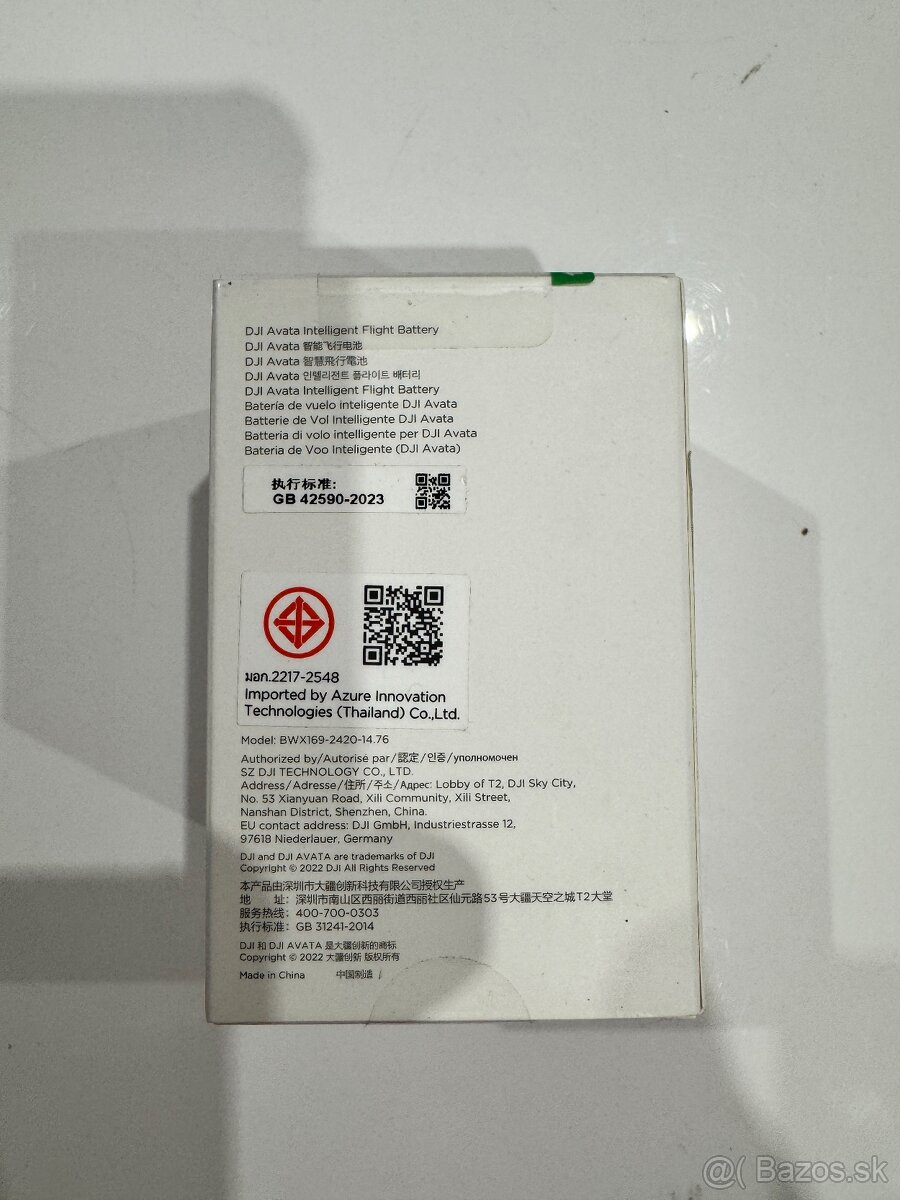 DJI Avata Intelligent Flight Battery
DJI Avata 智能飞行电池
DJI Avata 智慧飛行電池
DJI Avata 인텔리전트 플라이트 배터리
DJI Avata Intelligent Flight Battery
Batería de vuelo inteligente DJI Avata
Batterie de Vol Intelligente DJI Avata
Batteria di volo intelligente per DJI Avata
Bateria de Voo Inteligente (DJI Avata)
执行标准:
GB 42590-2023
มอก.2217-2548
Imported by Azure Innovation
Technologies (Thailand) Co.,Ltd.
Model: BWX169-2420-14.76
Authorized by/Autorisé par/認定/인증/уполномочен
SZ DJI TECHNOLOGY CO., LTD.
Address/Adresse/住所/주소/Адрес: Lobby of T2, DJI Sky City,
No. 53 Xianyuan Road, Xili Community, Xili Street,
Nanshan District, Shenzhen, China.
EU contact address: DJI GmbH, Industriestrasse 12,
97618 Niederlauer, Germany
DJI and DJI AVATA are trademarks of DJI
Copyright © 2022 DJI All Rights Reserved
本产品由深圳市大疆创新科技有限公司授权生产
地 址: 深圳市南山区西丽街道西丽社区仙元路53号大疆天空之城T2大堂
服务热线: 400-700-0303
执行标准: GB 31241-2014
DJI 和 DJI AVATA 是大疆创新的商标
Copyright © 2022 大疆创新 版权所有
Made in China 中国制造
@( Bazos.sk